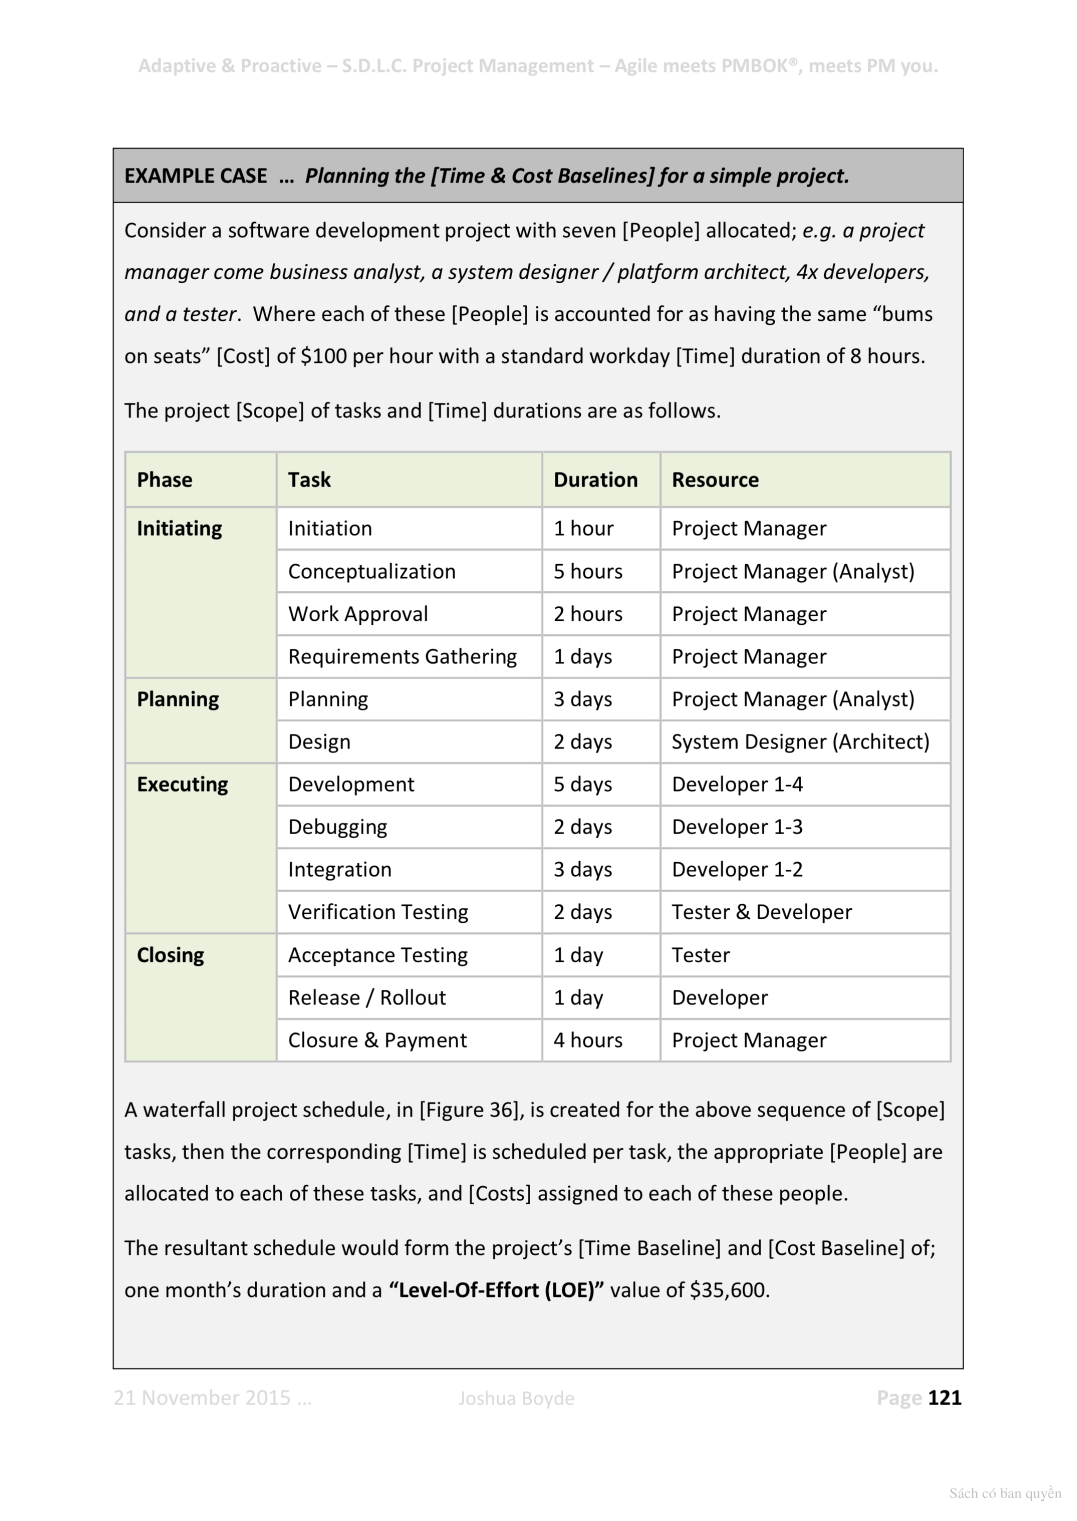 Adaptive & Proactive – S.D.L.C. Project Management – Agile meets PMBOK®, meets PM you.
EXAMPLE CASE … Planning the [Time & Cost Baselines] for a simple project.
Consider a software development project with seven [People] allocated; e.g. a project
manager come business analyst, a system designer / platform architect, 4x developers,
and a tester. Where each of these [People] is accounted for as having the same “bums
on seats” [Cost] of $100 per hour with a standard workday [Time] duration of 8 hours.
The project [Scope] of tasks and [Time] durations are as follows.
Phase Task Duration Resource
Initiating Initiation 1 hour Project Manager
Conceptualization 5 hours Project Manager (Analyst)
Work Approval 2 hours Project Manager
Requirements Gathering 1 days Project Manager
Planning Planning 3 days Project Manager (Analyst)
Design 2 days System Designer (Architect)
Executing Development 5 days Developer 1-4
Debugging 2 days Developer 1-3
Integration 3 days Developer 1-2
Verification Testing 2 days Tester & Developer
Closing Acceptance Testing 1 day Tester
Release / Rollout 1 day Developer
Closure & Payment 4 hours Project Manager
A waterfall project schedule, in [Figure 36], is created for the above sequence of [Scope]
tasks, then the corresponding [Time] is scheduled per task, the appropriate [People] are
allocated to each of these tasks, and [Costs] assigned to each of these people.
The resultant schedule would form the project’s [Time Baseline] and [Cost Baseline] of;
one month’s duration and a “Level-Of-Effort (LOE)” value of $35,600.
21 November 2015 … Joshua Boyde Page 121
Sách có bản quyền